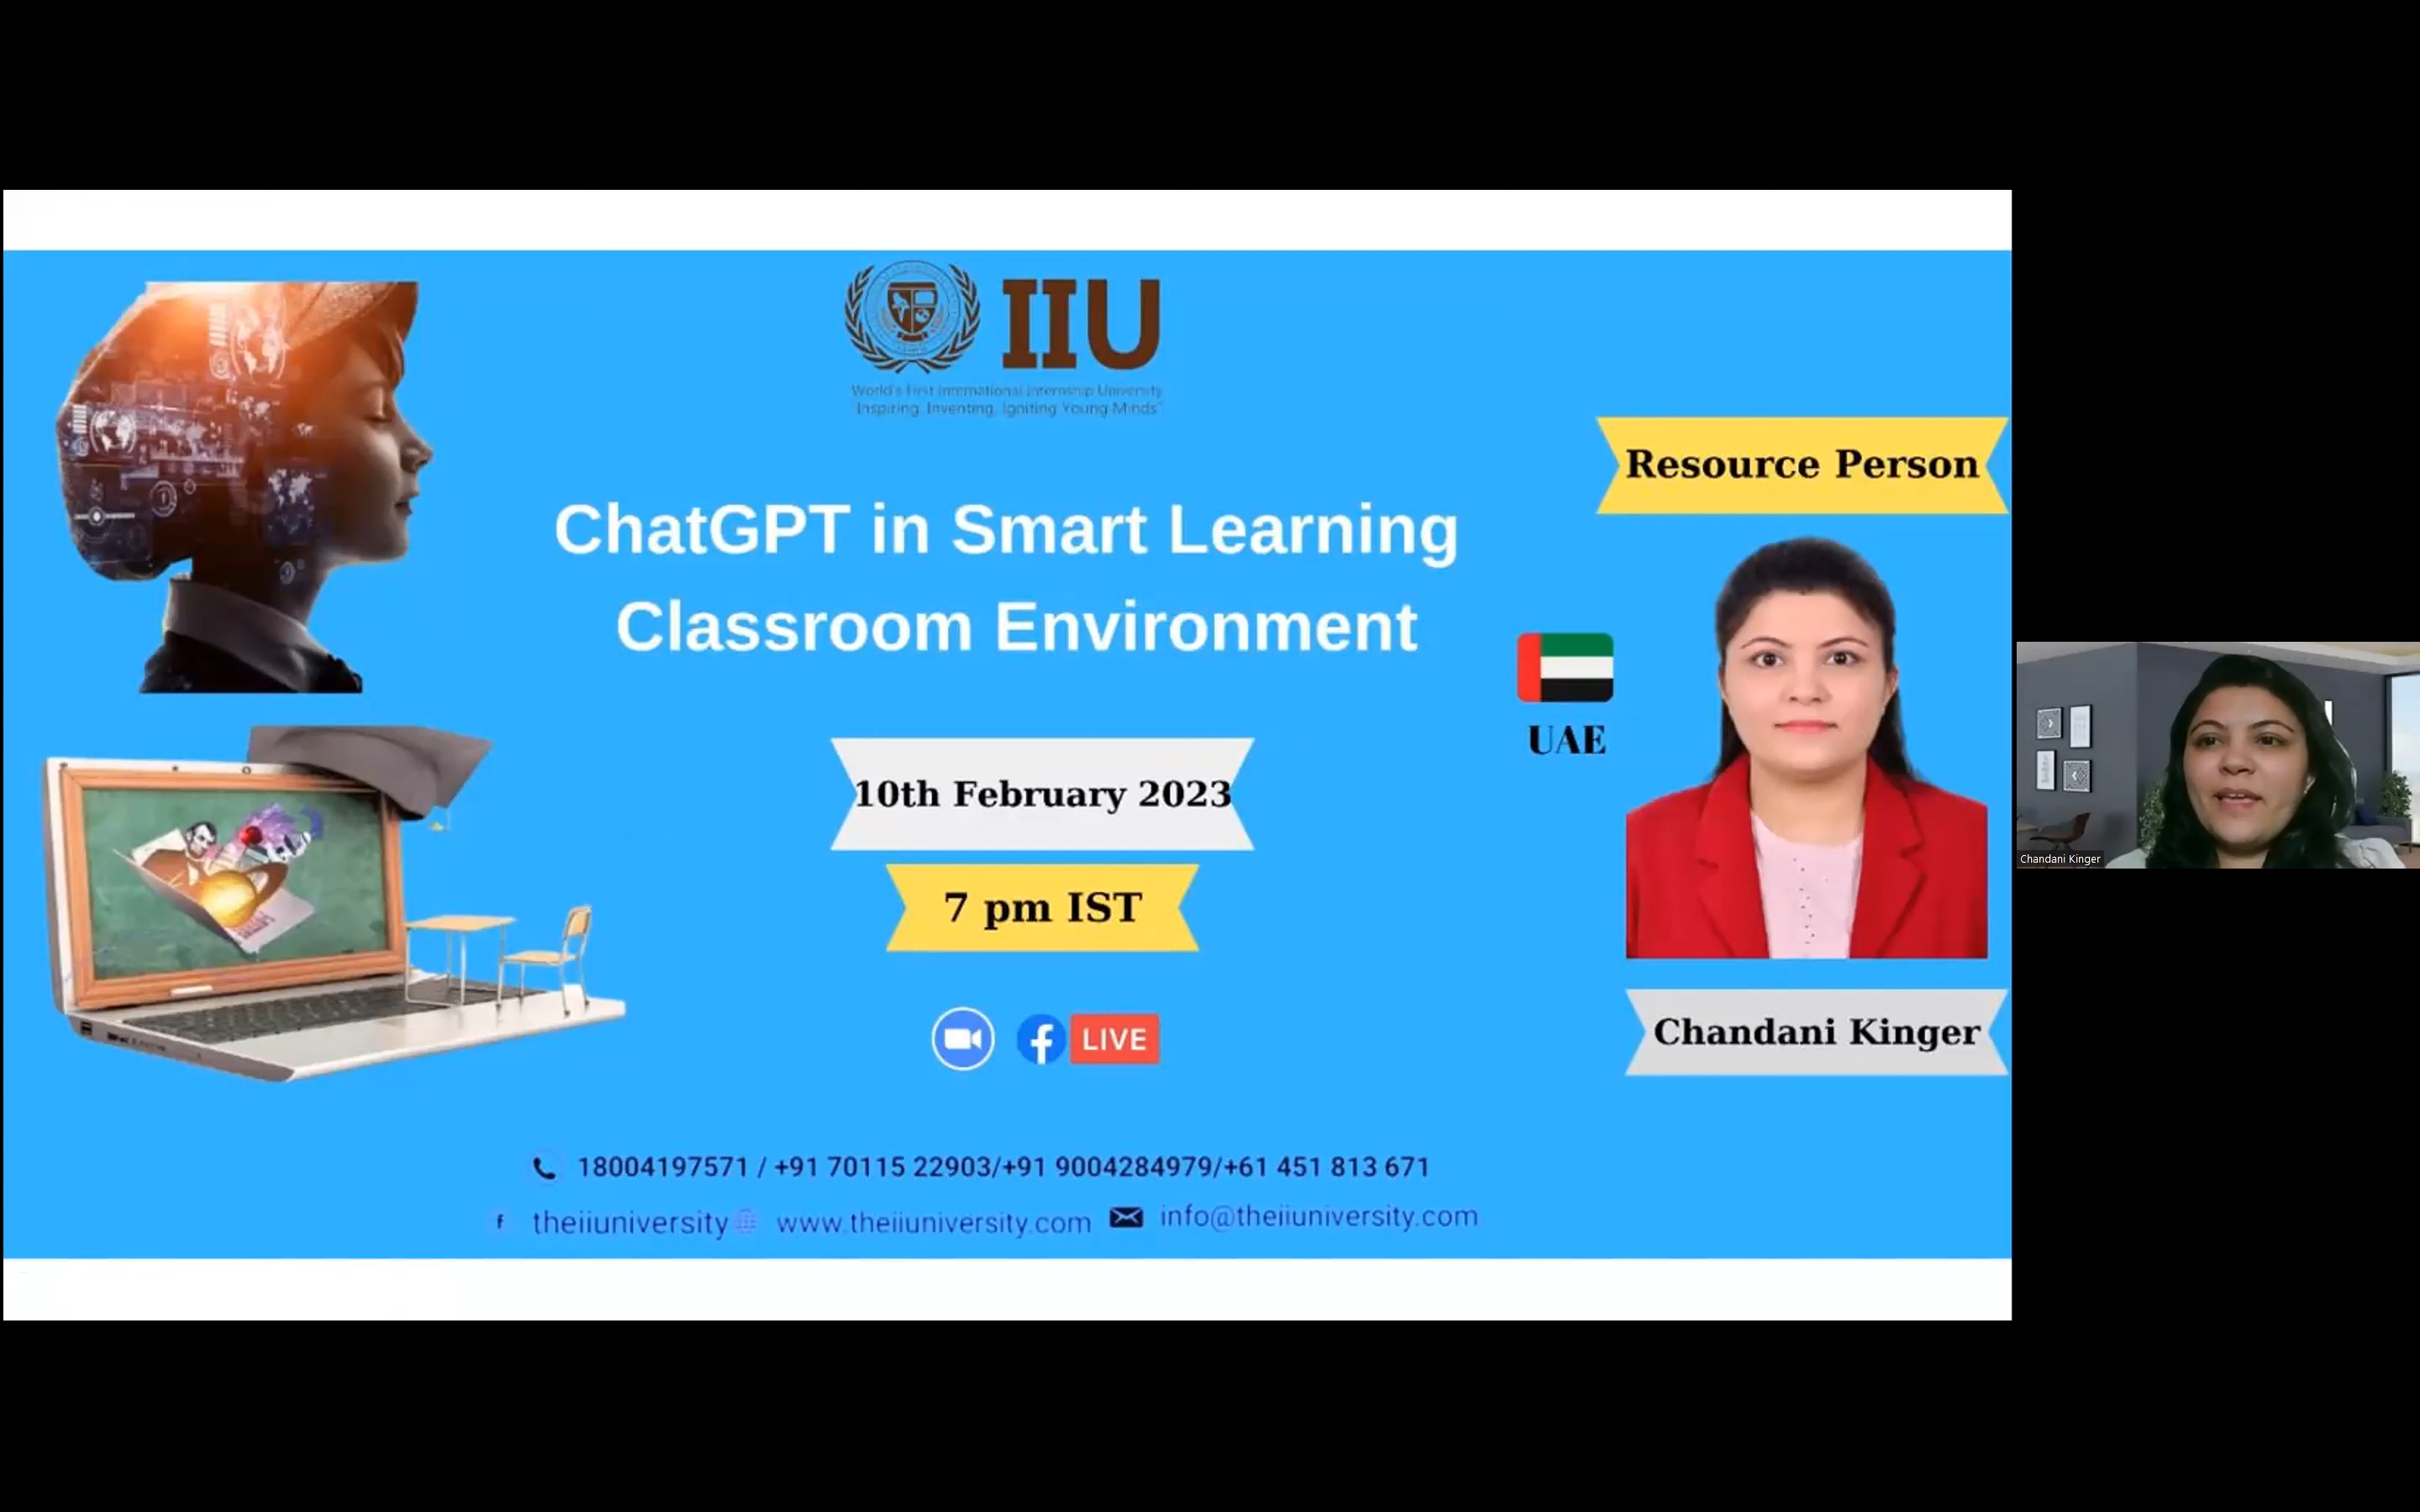 IIU
World's First International Internship University
"Inspiring, Inventing, Igniting Young Minds"
ChatGPT in Smart Learning
Classroom Environment
10th February 2023
7 pm IST
LIVE
Resource Person
UAE
Chandani Kinger
18004197571 / +91 70115 22903/+91 9004284979/+61 451 813 671
theiiuniversity www.theiiuniversity.com info@theiiuniversity.com
Chandani Kinger